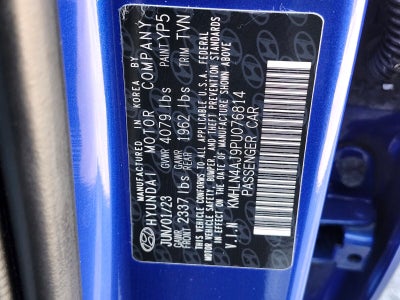 MANUFACTURED IN KOREA BY
HYUNDAI MOTOR COMPANY
JUN/01/23 GVWR 4079 lbs PAINT YP5
GAWR FRONT 2337 lbs GAWR REAR 1962 lbs TRIM TVN
THIS VEHICLE CONFORMS TO ALL APPLICABLE U.S.A. FEDERAL
MOTOR VEHICLE SAFETY, BUMPER, AND THEFT PREVENTION STANDARDS
IN EFFECT ON THE DATE OF MANUFACTURE SHOWN ABOVE.
V.I.N KMHLN4AJ9PU076814
PASSENGER CAR